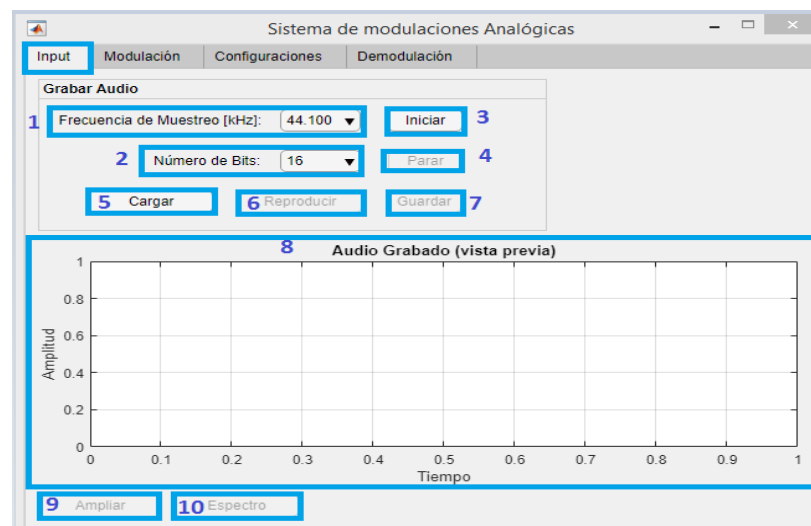 Sistema de modulaciones Analógicas
Input Modulación Configuraciones Demodulación
Grabar Audio
1 Frecuencia de Muestreo [kHz]: 44.100 Iniciar 3
2 Número de Bits: 16 Parar 4
5 Cargar 6 Reproducir Guardar 7
8 Audio Grabado (vista previa)
1
0.8
0.6
0.4
0.2
0
Amplitud
0 0.1 0.2 0.3 0.4 0.5 0.6 0.7 0.8 0.9 1
Tiempo
9 Ampliar 10 Espectro